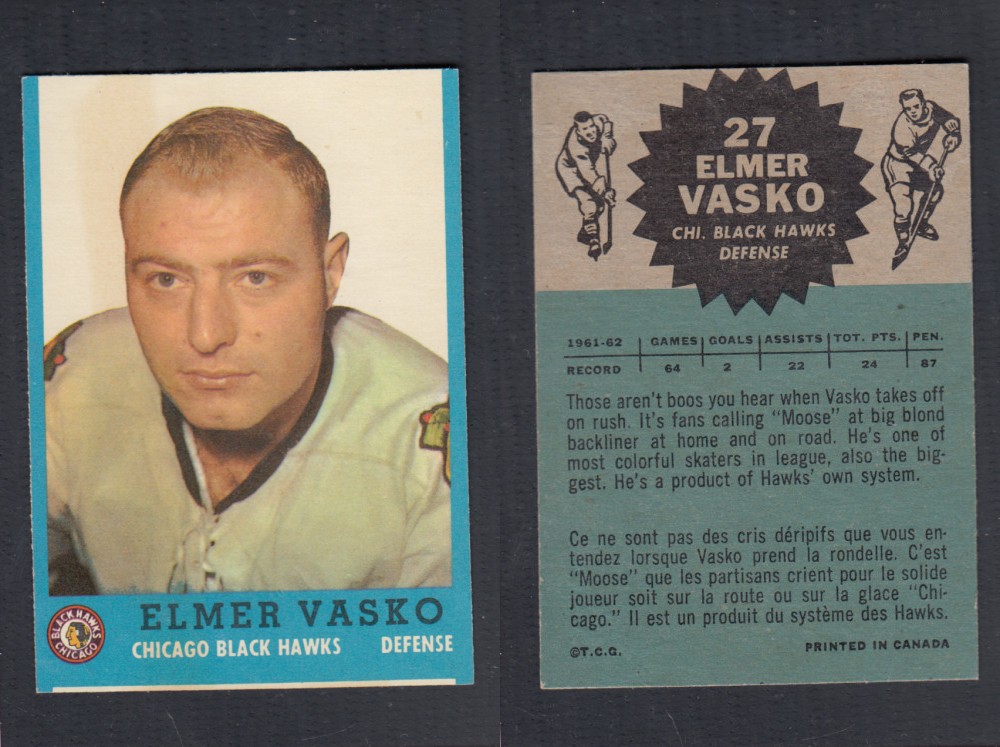 ELMER VASKO
CHICAGO BLACK HAWKS DEFENSE
BLACK HAWKS
CHICAGO
27
ELMER
VASKO
CHI. BLACK HAWKS
DEFENSE
1961-62 GAMES GOALS ASSISTS TOT. PTS. PEN.
RECORD 64 2 22 24 87
Those aren't boos you hear when Vasko takes off
on rush. It's fans calling "Moose" at big blond
backliner at home and on road. He's one of
most colorful skaters in league, also the big-
gest. He's a product of Hawks' own system.
Ce ne sont pas des cris déripifs que vous en-
tendez lorsque Vasko prend la rondelle. C'est
"Moose" que les partisans crient pour le solide
joueur soit sur la route ou sur la glace "Chi-
cago." Il est un produit du système des Hawks.
©T.C.G. PRINTED IN CANADA